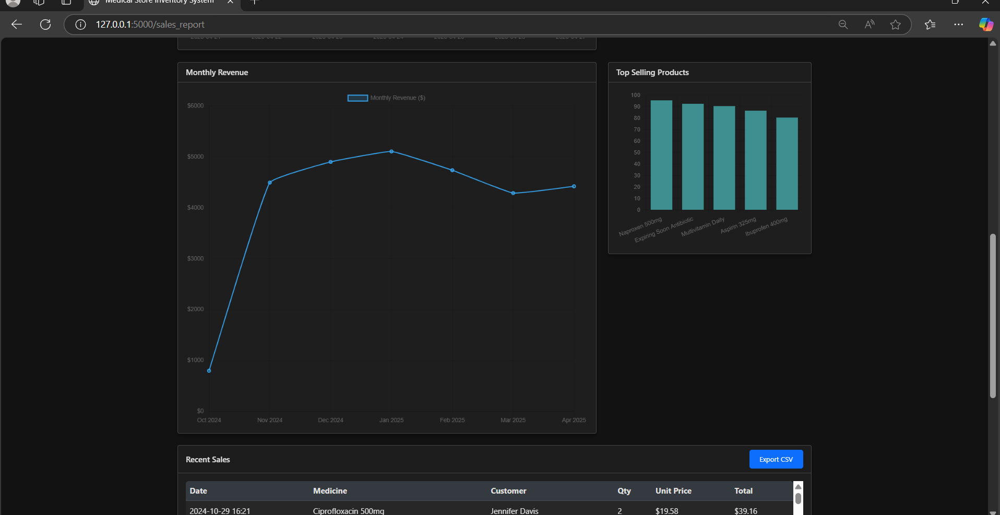 Medical Store Inventory System
127.0.0.1:5000/sales_report
Monthly Revenue
Monthly Revenue ($)
$6000
$5000
$4000
$3000
$2000
$1000
$0
Oct 2024 Nov 2024 Dec 2024 Jan 2025 Feb 2025 Mar 2025 Apr 2025
Top Selling Products
100
90
80
70
60
50
40
30
20
10
0
Naproxen 500mg
Expiring Soon Antibiotic
Multivitamin Daily
Aspirin 325mg
Ibuprofen 400mg
Recent Sales
Export CSV
Date Medicine Customer Qty Unit Price Total
2024-10-29 16:21 Ciprofloxacin 500mg Jennifer Davis 2 $19.58 $39.16